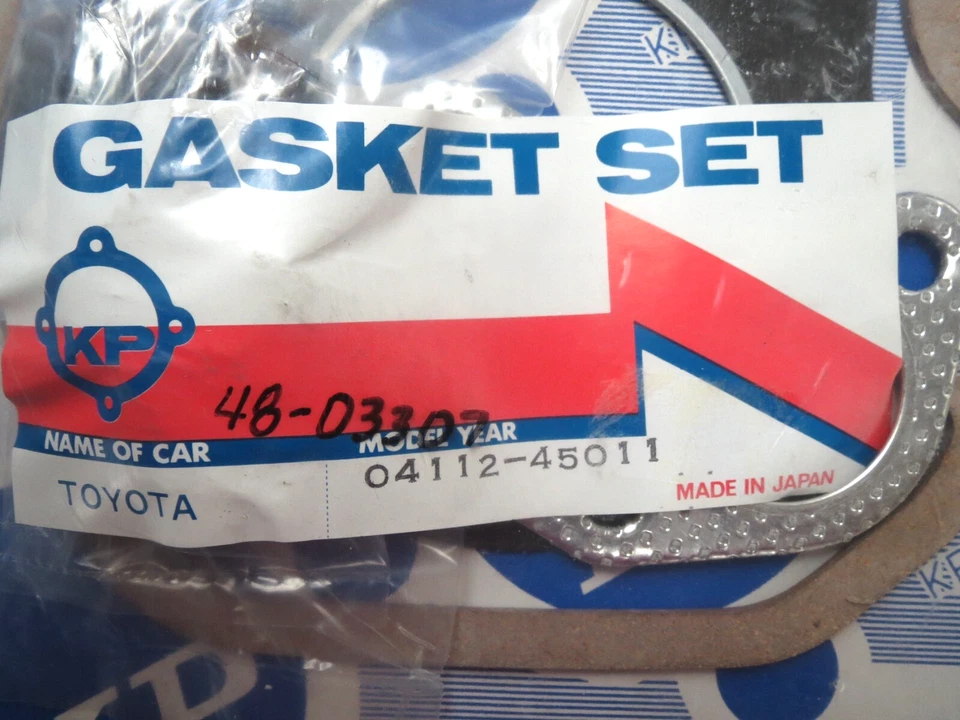 GASKET SET
KP
48-03307
NAME OF CAR MODEL YEAR
TOYOTA 04112-45011
MADE IN JAPAN